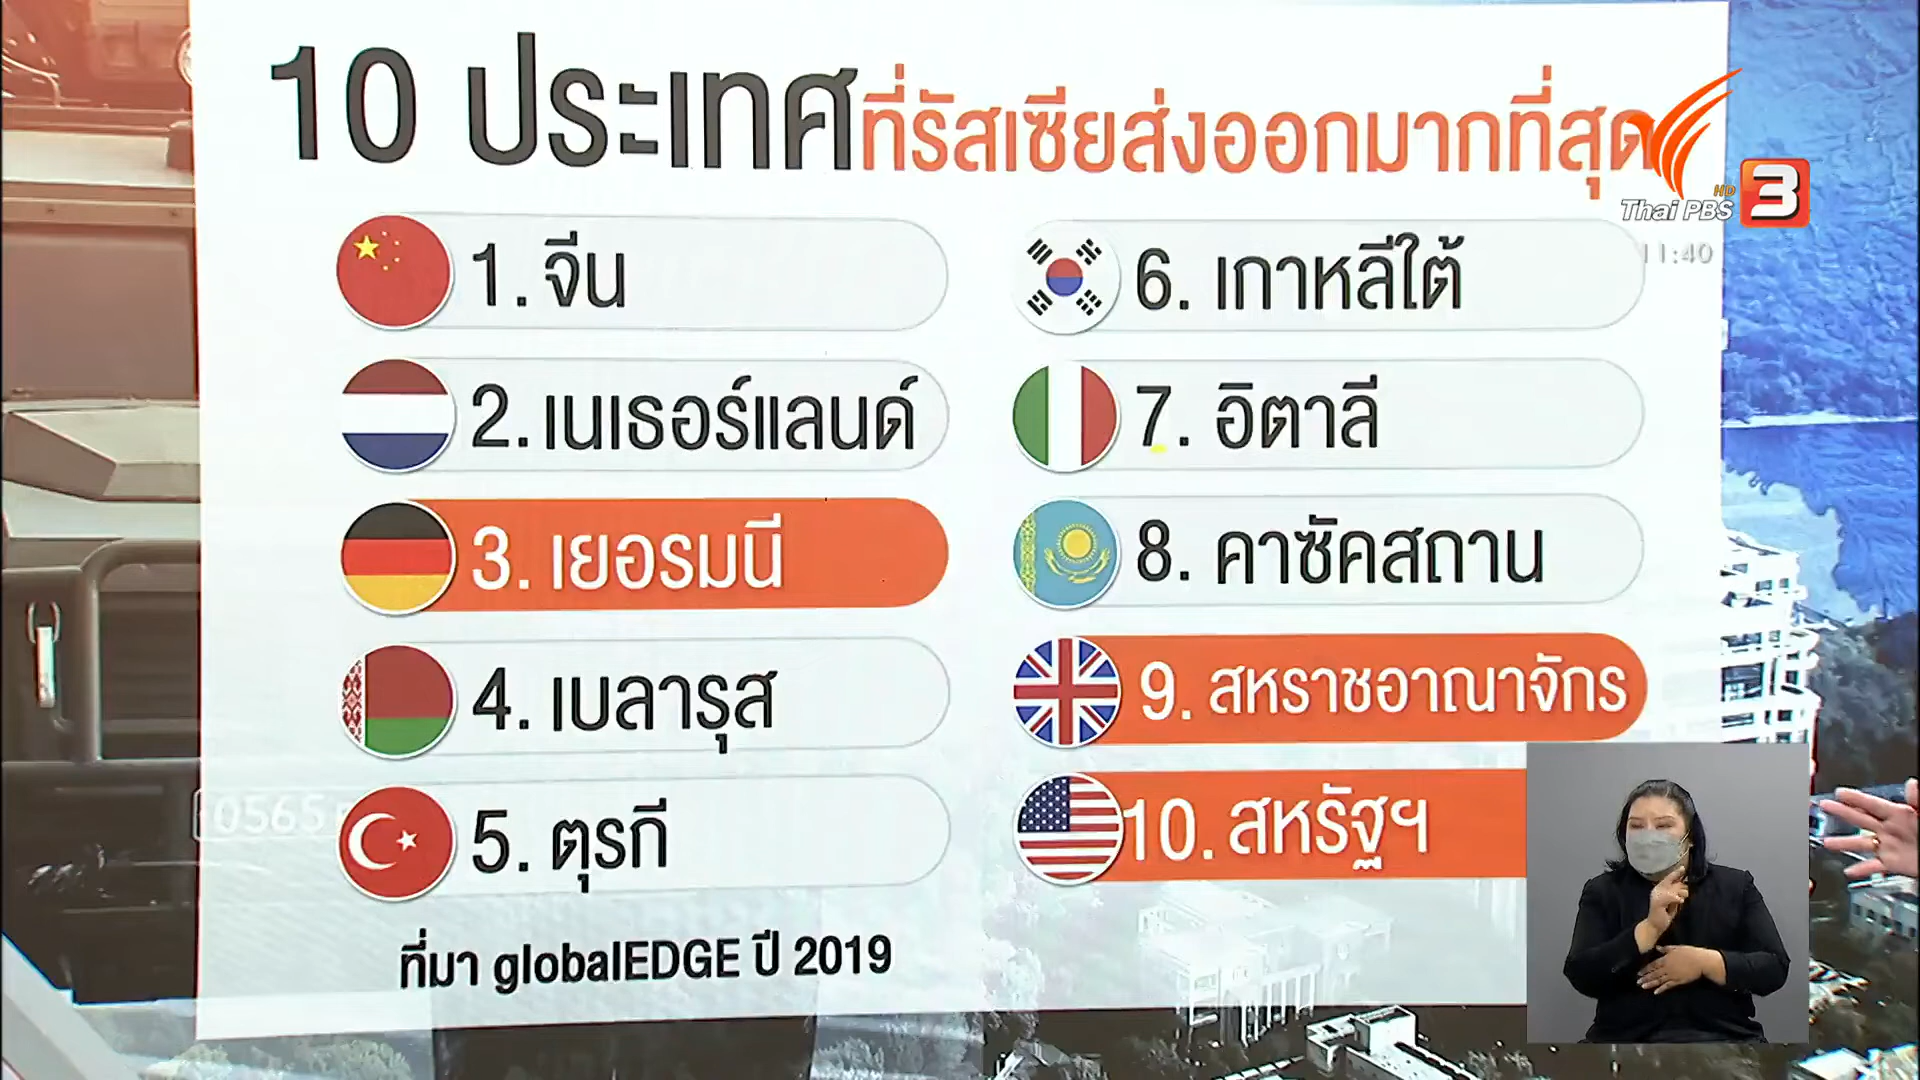 10 ประเทศที่รัสเซียส่งออกมากที่สุด
HD
Thai PBS 3
11:40
1. จีน
2. เนเธอร์แลนด์
3. เยอรมนี
4. เบลารุส
5. ตุรกี
6. เกาหลีใต้
7. อิตาลี
8. คาซัคสถาน
9. สหราชอาณาจักร
10. สหรัฐฯ
0565
ที่มา globalEDGE ปี 2019